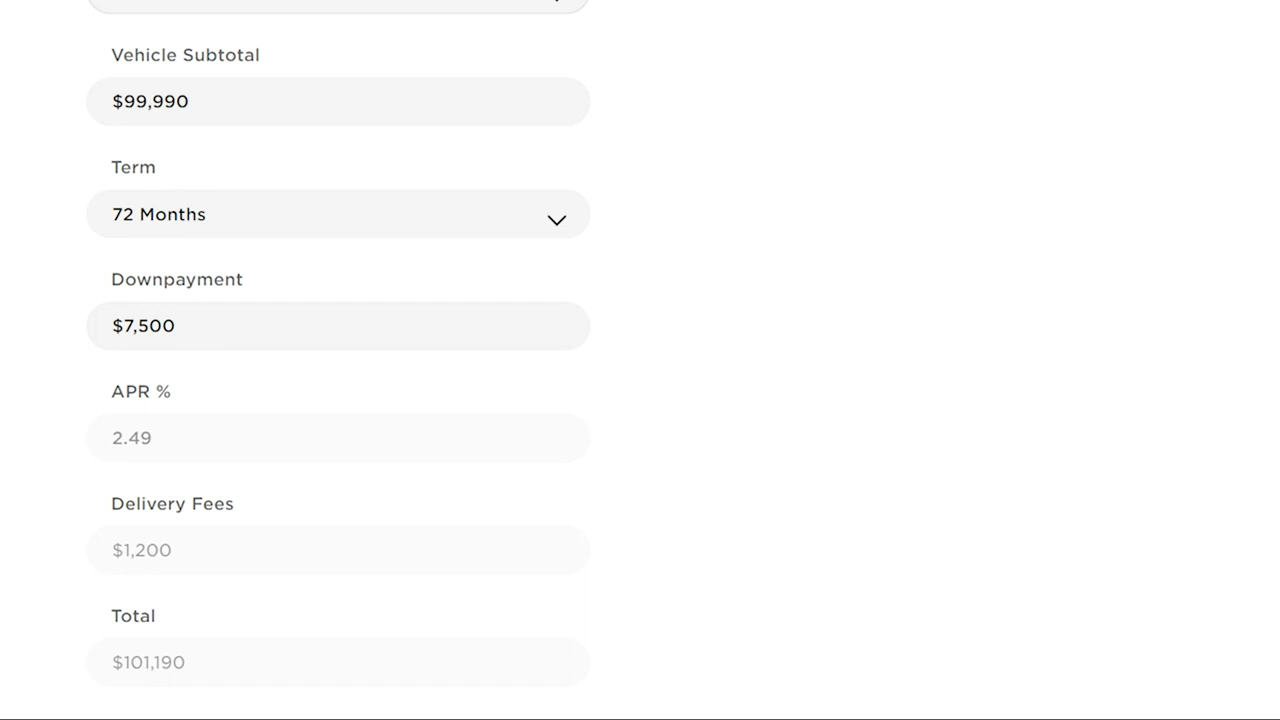 Vehicle Subtotal
$99,990
Term
72 Months
Downpayment
$7,500
APR %
2.49
Delivery Fees
$1,200
Total
$101,190